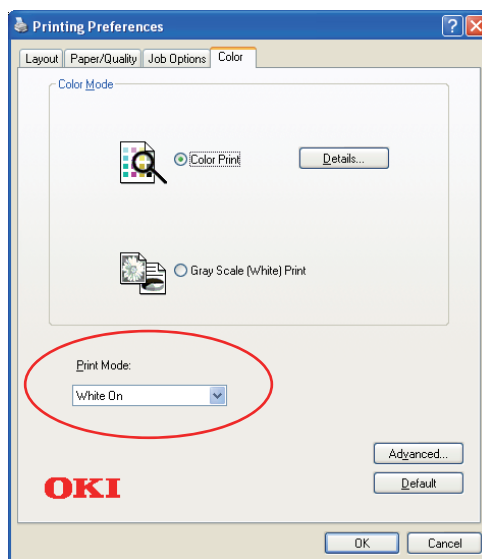 Printing Preferences
Layout Paper/Quality Job Options Color
Color Mode
Color Print Details...
Gray Scale (White) Print
Print Mode:
White On
Advanced...
OKI Default
OK Cancel